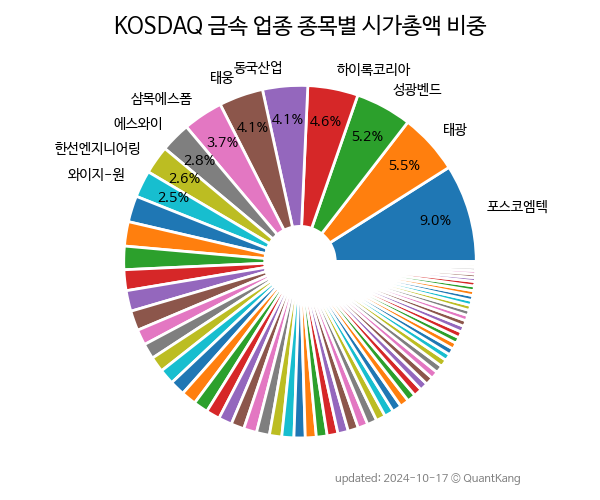 KOSDAQ 금속 업종 종목별 시가총액 비중
포스코엠텍
9.0%
태광
5.5%
성광벤드
5.2%
하이록코리아
4.6%
동국산업
4.1%
태웅
4.1%
삼목에스폼
3.7%
에스와이
2.8%
한선엔지니어링
2.6%
와이지-원
2.5%
updated: 2024-10-17 © QuantKang